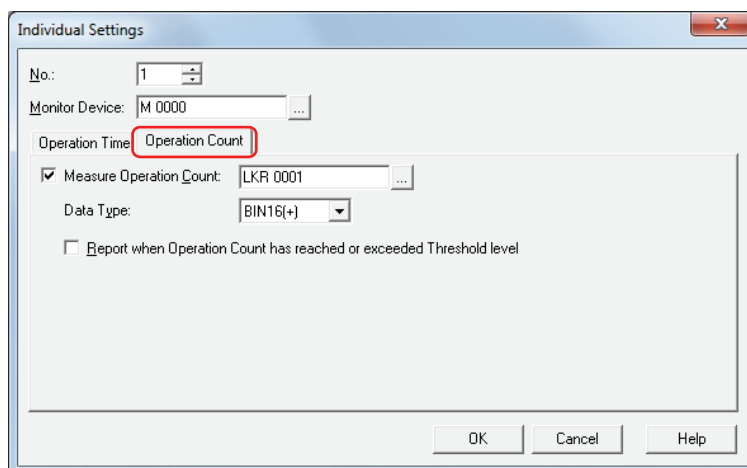 Individual Settings
No.: 1
Monitor Device: M 0000 ...
Operation Time Operation Count
Measure Operation Count: LKR 0001 ...
Data Type: BIN16(+)
Report when Operation Count has reached or exceeded Threshold level
OK Cancel Help